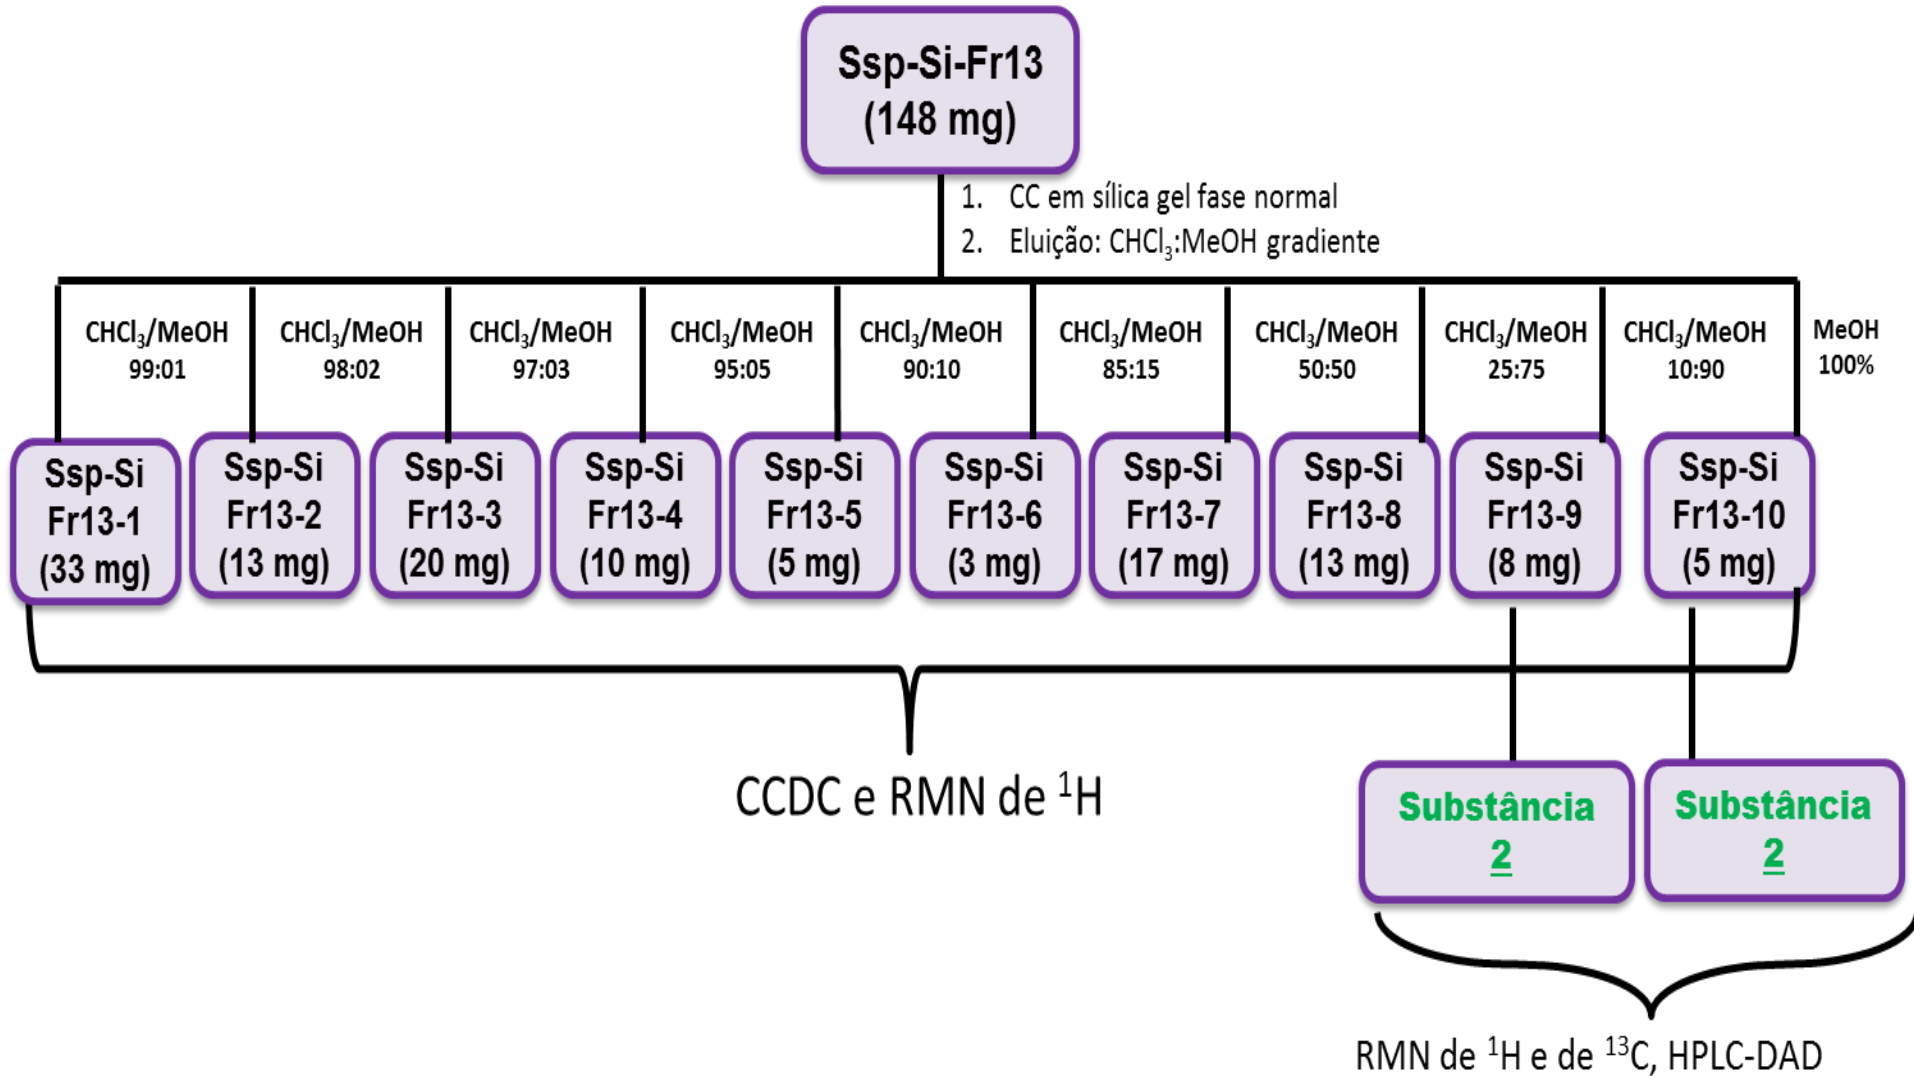 Ssp-Si-Fr13
(148 mg)
1. CC em sílica gel fase normal
2. Eluição: CHCl₃:MeOH gradiente
CHCl₃/MeOH
99:01
CHCl₃/MeOH
98:02
CHCl₃/MeOH
97:03
CHCl₃/MeOH
95:05
CHCl₃/MeOH
90:10
CHCl₃/MeOH
85:15
CHCl₃/MeOH
50:50
CHCl₃/MeOH
25:75
CHCl₃/MeOH
10:90
MeOH
100%
Ssp-Si
Fr13-1
(33 mg)
Ssp-Si
Fr13-2
(13 mg)
Ssp-Si
Fr13-3
(20 mg)
Ssp-Si
Fr13-4
(10 mg)
Ssp-Si
Fr13-5
(5 mg)
Ssp-Si
Fr13-6
(3 mg)
Ssp-Si
Fr13-7
(17 mg)
Ssp-Si
Fr13-8
(13 mg)
Ssp-Si
Fr13-9
(8 mg)
Ssp-Si
Fr13-10
(5 mg)
CCDC e RMN de ¹H
Substância
2
Substância
2
RMN de ¹H e de ¹³C, HPLC-DAD